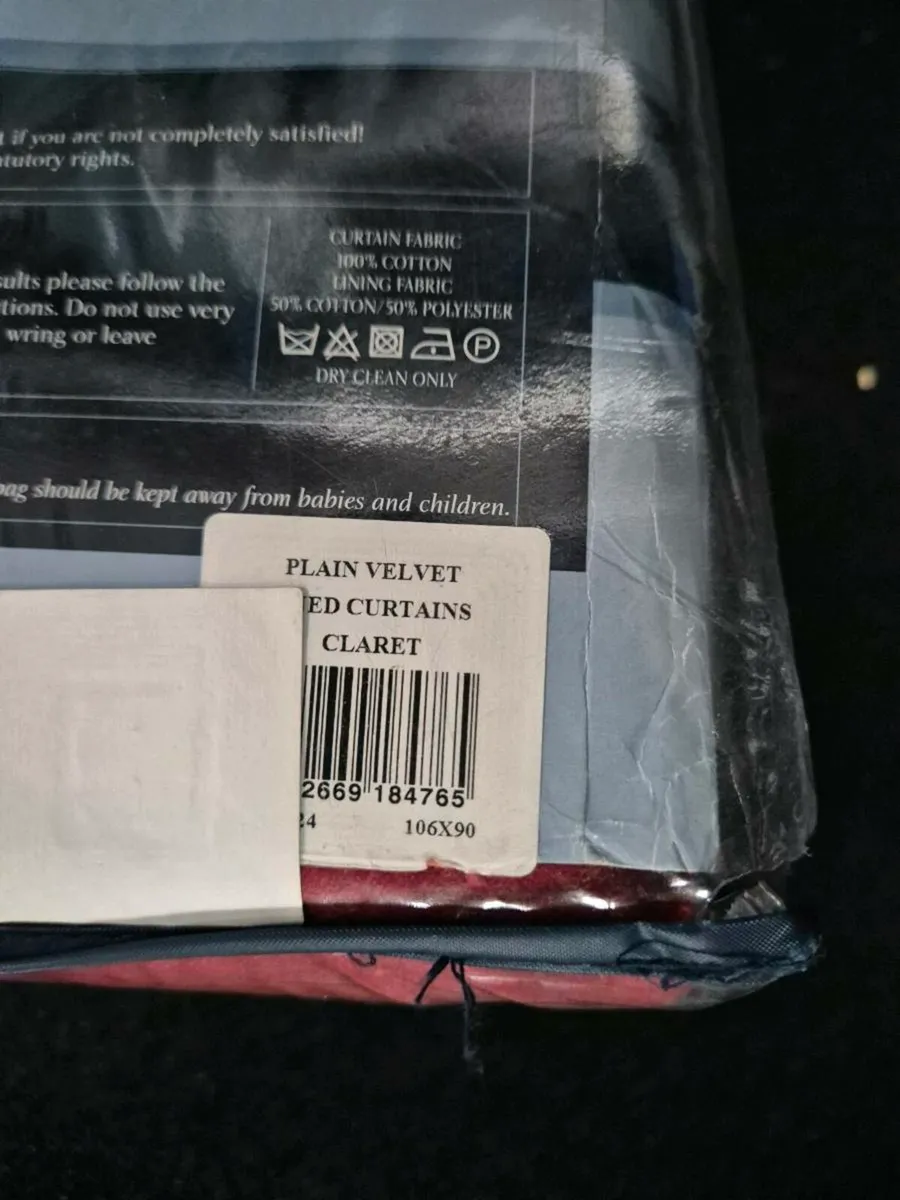 t if you are not completely satisfied!
tutory rights.
sults please follow the
tions. Do not use very
wring or leave
CURTAIN FABRIC
100% COTTON
LINING FABRIC
50% COTTON/50% POLYESTER
P
DRY CLEAN ONLY
bag should be kept away from babies and children.
PLAIN VELVET
ED CURTAINS
CLARET
2669 184765
24 106X90